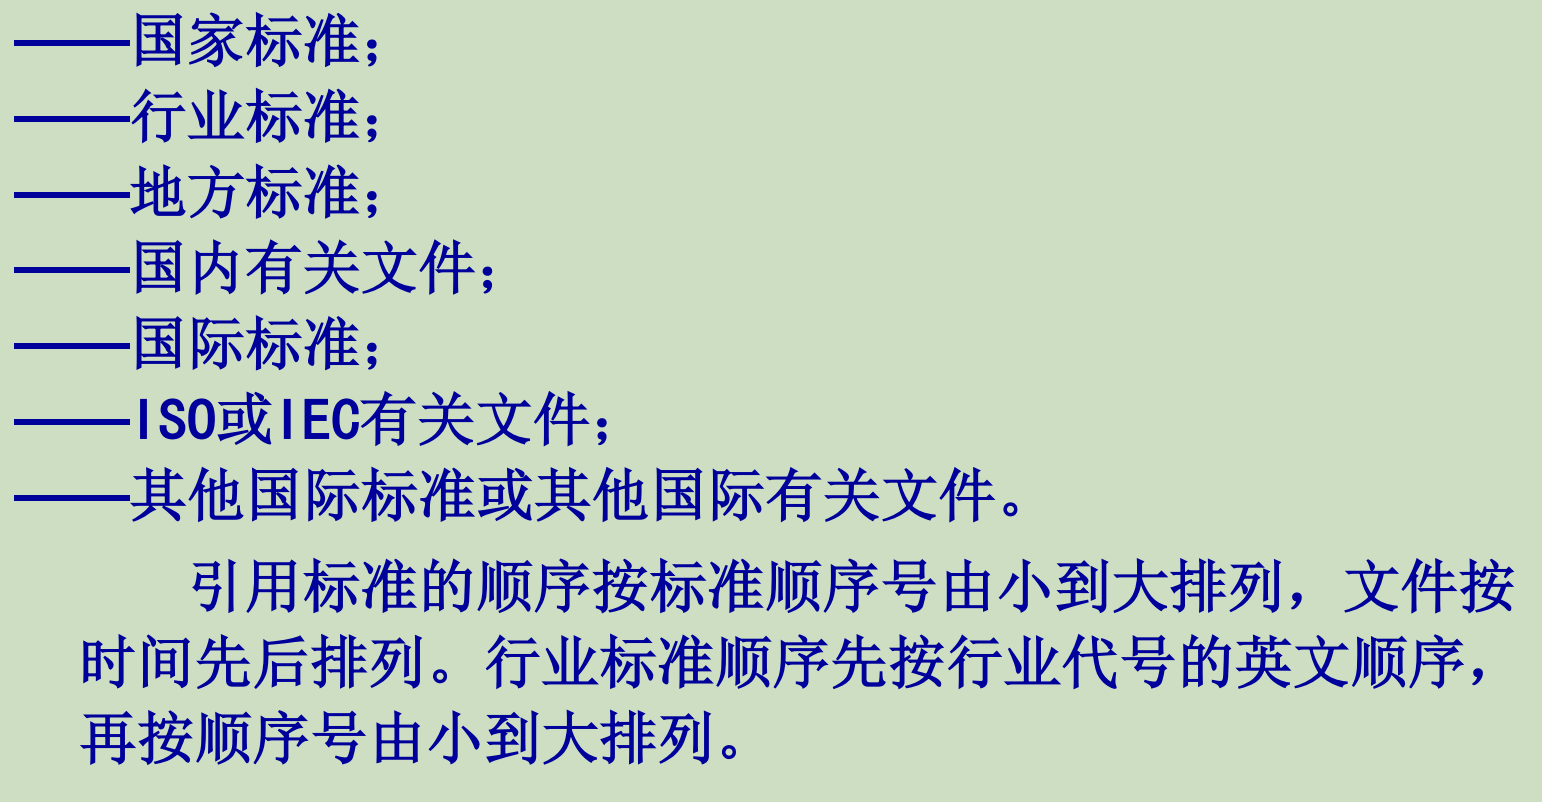 ——国家标准；
——行业标准；
——地方标准；
——国内有关文件；
——国际标准；
——ISO或IEC有关文件；
——其他国际标准或其他国际有关文件。
引用标准的顺序按标准顺序号由小到大排列，文件按
时间先后排列。行业标准顺序先按行业代号的英文顺序，
再按顺序号由小到大排列。